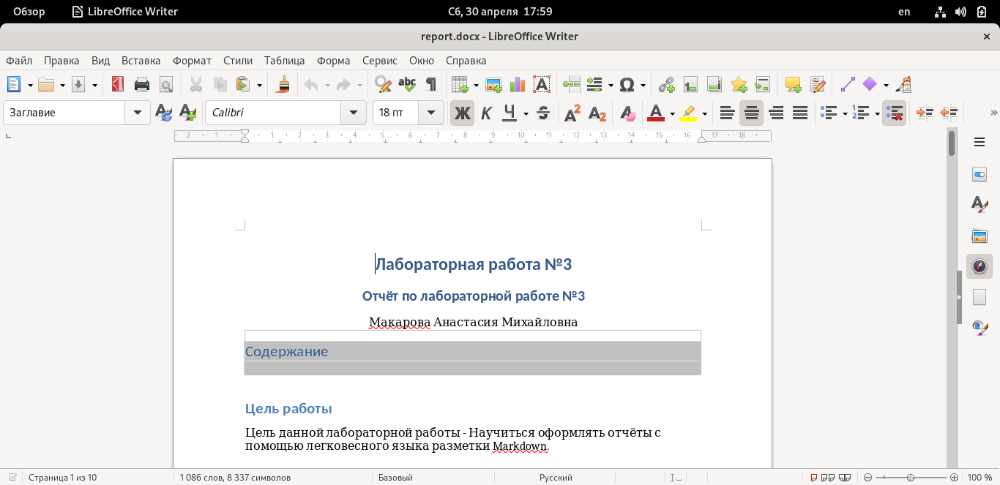 Обзор LibreOffice Writer Сб, 30 апреля 17:59 en
report.docx - LibreOffice Writer
Файл Правка Вид Вставка Формат Стили Таблица Форма Сервис Окно Справка
Заглавие Calibri 18 пт
2 1 1 2 3 4 5 6 7 8 9 10 11 12 13 14 15 16 17 18
Лабораторная работа №3
Отчёт по лабораторной работе №3
Макарова Анастасия Михайловна
Содержание
Цель работы
Цель данной лабораторной работы - Научиться оформлять отчёты с
помощью легковесного языка разметки Markdown.
Страница 1 из 10 1 086 слов, 8 337 символов Базовый Русский 100 %